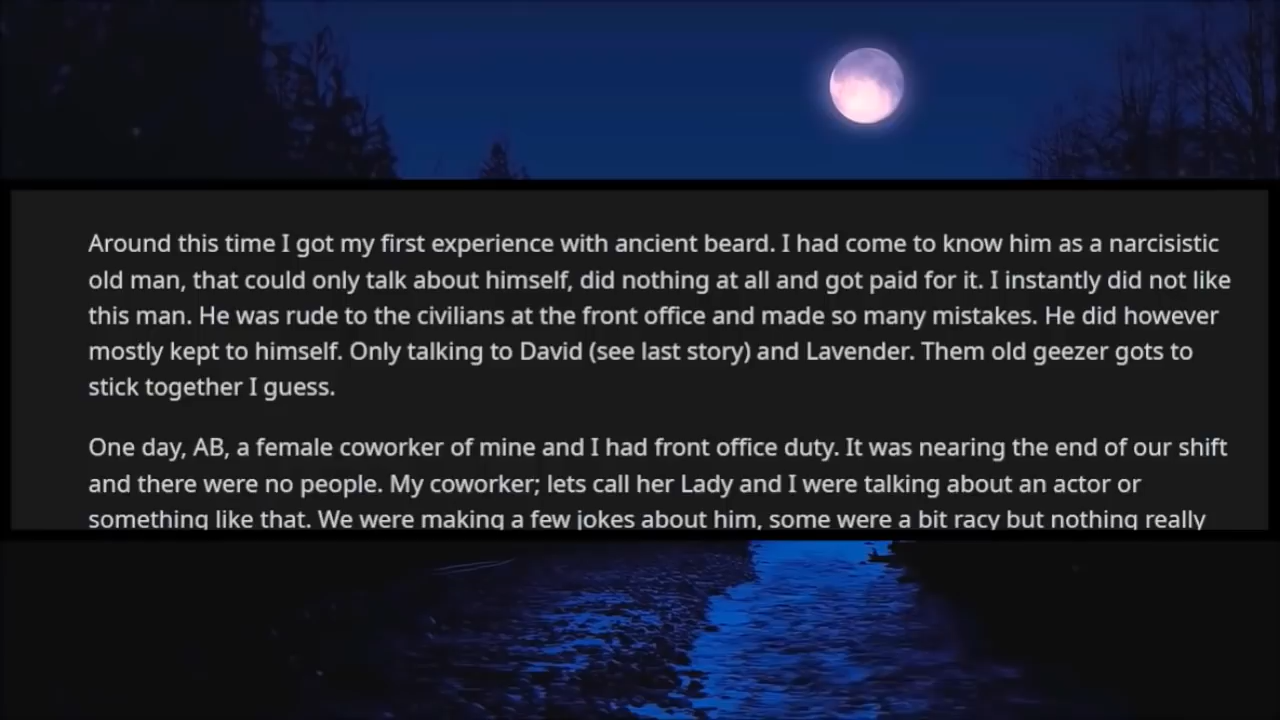 Around this time I got my first experience with ancient beard. I had come to know him as a narcisistic
old man, that could only talk about himself, did nothing at all and got paid for it. I instantly did not like
this man. He was rude to the civilians at the front office and made so many mistakes. He did however
mostly kept to himself. Only talking to David (see last story) and Lavender. Them old geezer gots to
stick together I guess.
One day, AB, a female coworker of mine and I had front office duty. It was nearing the end of our shift
and there were no people. My coworker; lets call her Lady and I were talking about an actor or
something like that. We were making a few jokes about him, some were a bit racy but nothing really